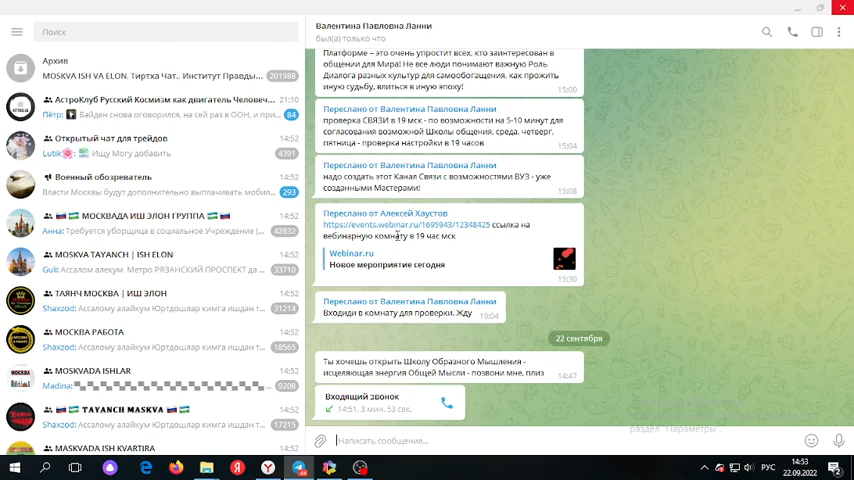 Поиск
Архив
MOSKVA ISH VA ELON. Тиртха Чат.. Институт Правды... 201988
АстроКлуб Русский Космизм как двигатель Человеч... 21:10
Пётр: Байден снова оговорился, на сей раз в ООН, и при... 84
Открытый чат для трейдов 14:52
Lutik: Ищу Могу добавить 4391
Военный обозреватель 14:52
Власти Москвы будут дополнительно выплачивать мобил... 293
МОСКВАДА ИШ ЭЛОН ГРУППА 14:52
Анна: Требуется уборщица в социальное Учреждение (... 42832
MOSKVA TAYANCH | ISH ELON 14:52
Guli: Ассалом алекум Метро РЯЗАНСКИЙ ПРОСПЕКТ да ... 33710
ТАЯНЧ МОСКВА | ИШ ЭЛОН 14:52
Shaxzod: Ассалому алайкум Юртдошлар кимга ишдан т... 31214
МОСКВА РАБОТА 14:52
Shaxzod: Ассалому алайкум Юртдошлар кимга ишдан т... 18565
MOSKVADA ISHLAR 14:52
Madina: 9208
TAYANCH MASKVA 14:52
Shaxzod: Ассалому алайкум Юртдошлар кимга ишдан т... 17215
MASKVADA ISH KVARTIRA 14:52
Валентина Павловна Ланни
был(а) только что
Платформе – это очень упростит всех, кто заинтересован в
общении для Мира! Не все люди понимают важную Роль
Диалога разных культур для самообогащения, как прожить
иную судьбу, влиться в иную эпоху!
15:00
Переслано от Валентина Павловна Ланни
проверка СВЯЗИ в 19 мск - по возможности на 5-10 минут для
согласования возможной Школы общения, среда, четверг,
пятница - проверка настройки в 19 часов
15:04
Переслано от Валентина Павловна Ланни
надо создать этот Канал Связи с возможностями ВУЗ - уже
созданными Мастерами!
15:08
Переслано от Алексей Хаустов
https://events.webinar.ru/1695943/12348425 ссылка на
вебинарную комнату в 19 час мск
Webinar.ru
Новое мероприятие сегодня
15:30
Переслано от Валентина Павловна Ланни
Входиди в комнату для проверки. Жду 19:04
22 сентября
Ты хочешь открыть Школу Образного Мышления -
исцеляющая энергия Общей Мысли - позвони мне, плиз 14:47
Входящий звонок
14:51, 3 мин. 53 сек.
раздел "Параметры".
Написать сообщение...
РУС
14:53
22.09.2022
2